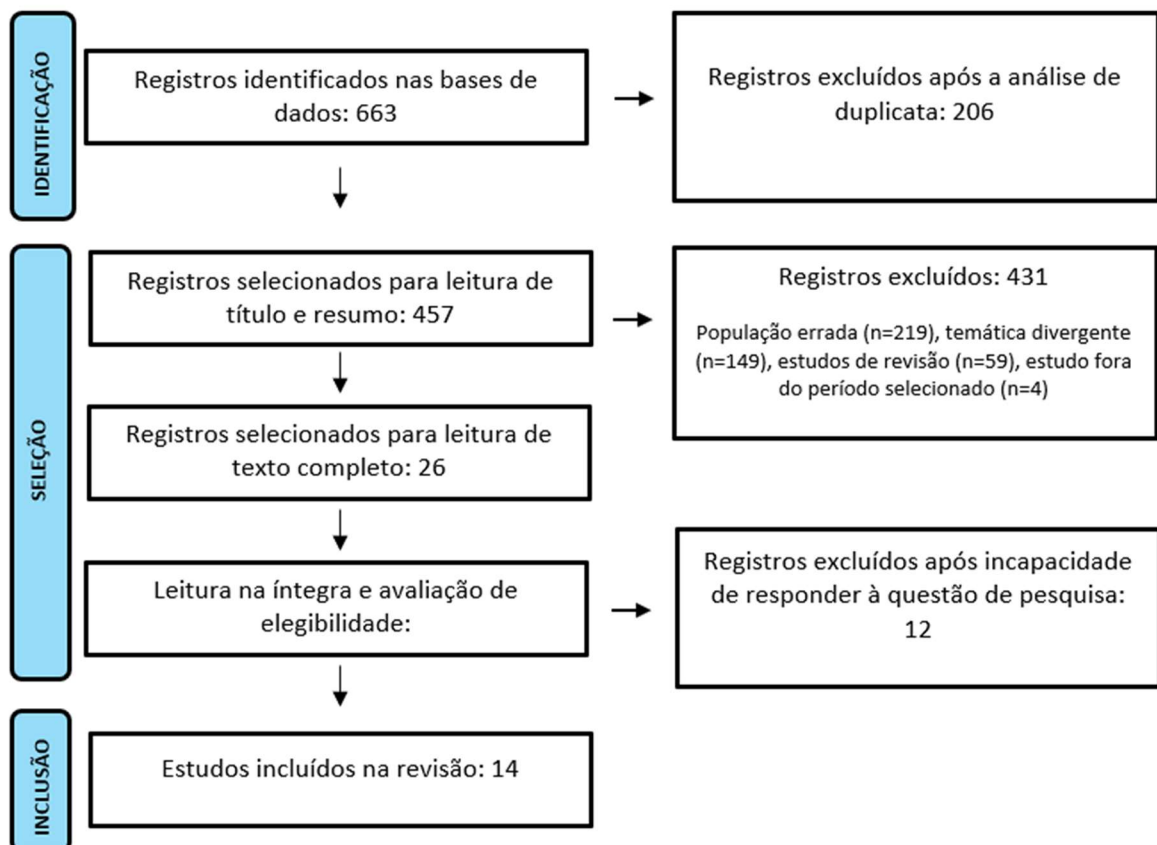 IDENTIFICAÇÃO
Registros identificados nas bases de
dados: 663
Registros excluídos após a análise de
duplicata: 206
SELEÇÃO
Registros selecionados para leitura de
título e resumo: 457
Registros excluídos: 431
População errada (n=219), temática divergente
(n=149), estudos de revisão (n=59), estudo fora
do período selecionado (n=4)
Registros selecionados para leitura de
texto completo: 26
Leitura na íntegra e avaliação de
elegibilidade:
Registros excluídos após incapacidade
de responder à questão de pesquisa:
12
INCLUSÃO
Estudos incluídos na revisão: 14